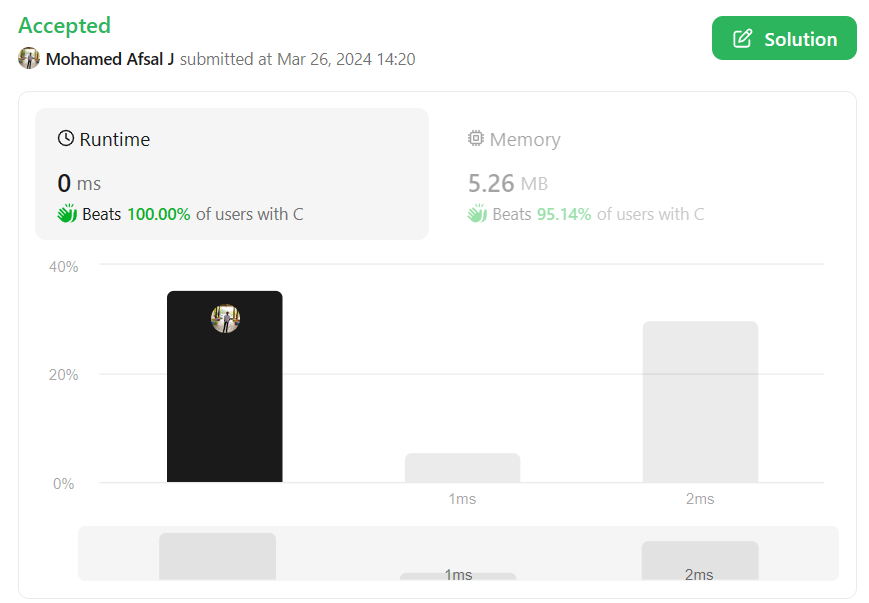 Accepted
Mohamed Afsal J submitted at Mar 26, 2024 14:20
Solution
Runtime
0 ms
Beats 100.00% of users with C
Memory
5.26 MB
Beats 95.14% of users with C
40%
20%
0%
1ms
2ms
1ms
2ms